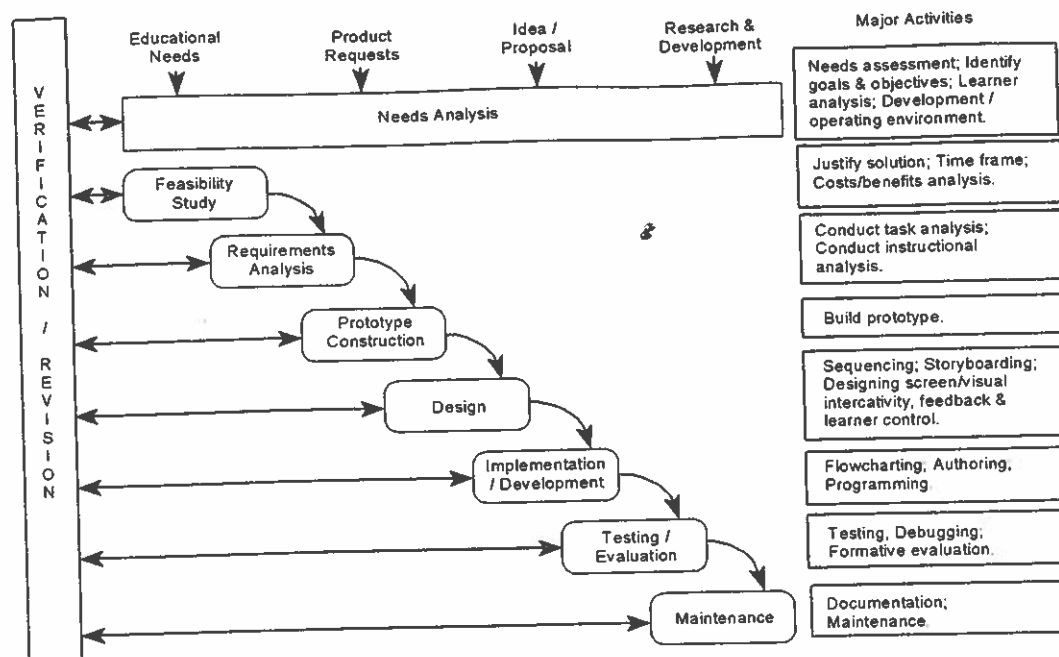 Major Activities
Educational
Needs
Product
Requests
Idea /
Proposal
Research &
Development
VERIFICATION / REVISION
Needs Analysis
Needs assessment; Identify
goals & objectives; Learner
analysis; Development /
operating environment.
Feasibility
Study
Justify solution; Time frame;
Costs/benefits analysis.
Requirements
Analysis
Conduct task analysis;
Conduct instructional
analysis.
Prototype
Construction
Build prototype.
Design
Sequencing; Storyboarding;
Designing screen/visual
intercativity, feedback &
learner control.
Implementation
/ Development
Flowcharting; Authoring;
Programming.
Testing /
Evaluation
Testing, Debugging;
Formative evaluation.
Maintenance
Documentation;
Maintenance.